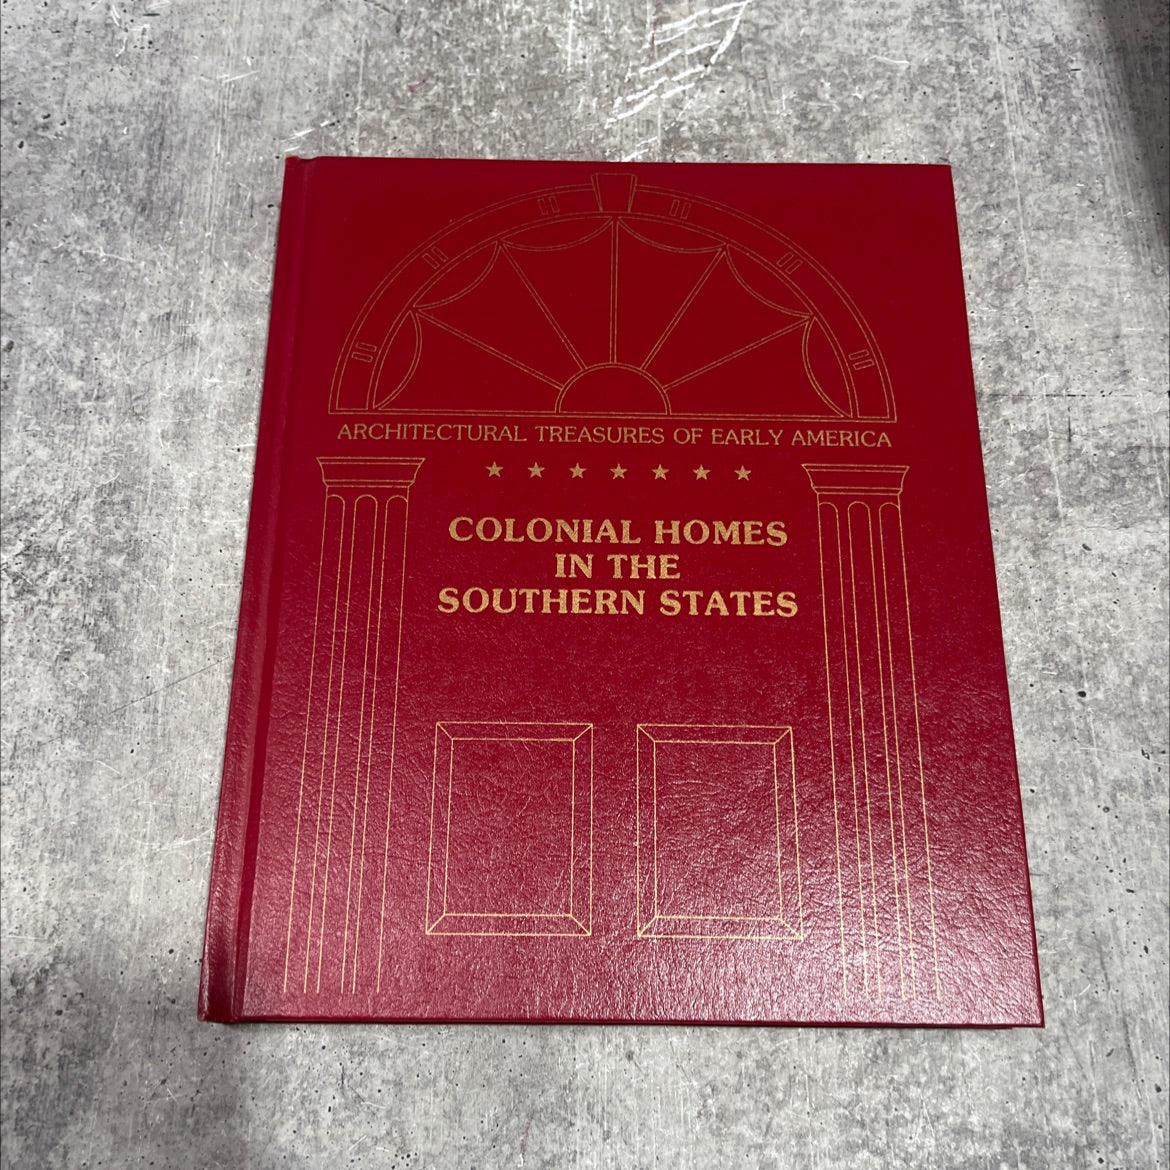 ARCHITECTURAL TREASURES OF EARLY AMERICA
COLONIAL HOMES
IN THE
SOUTHERN STATES